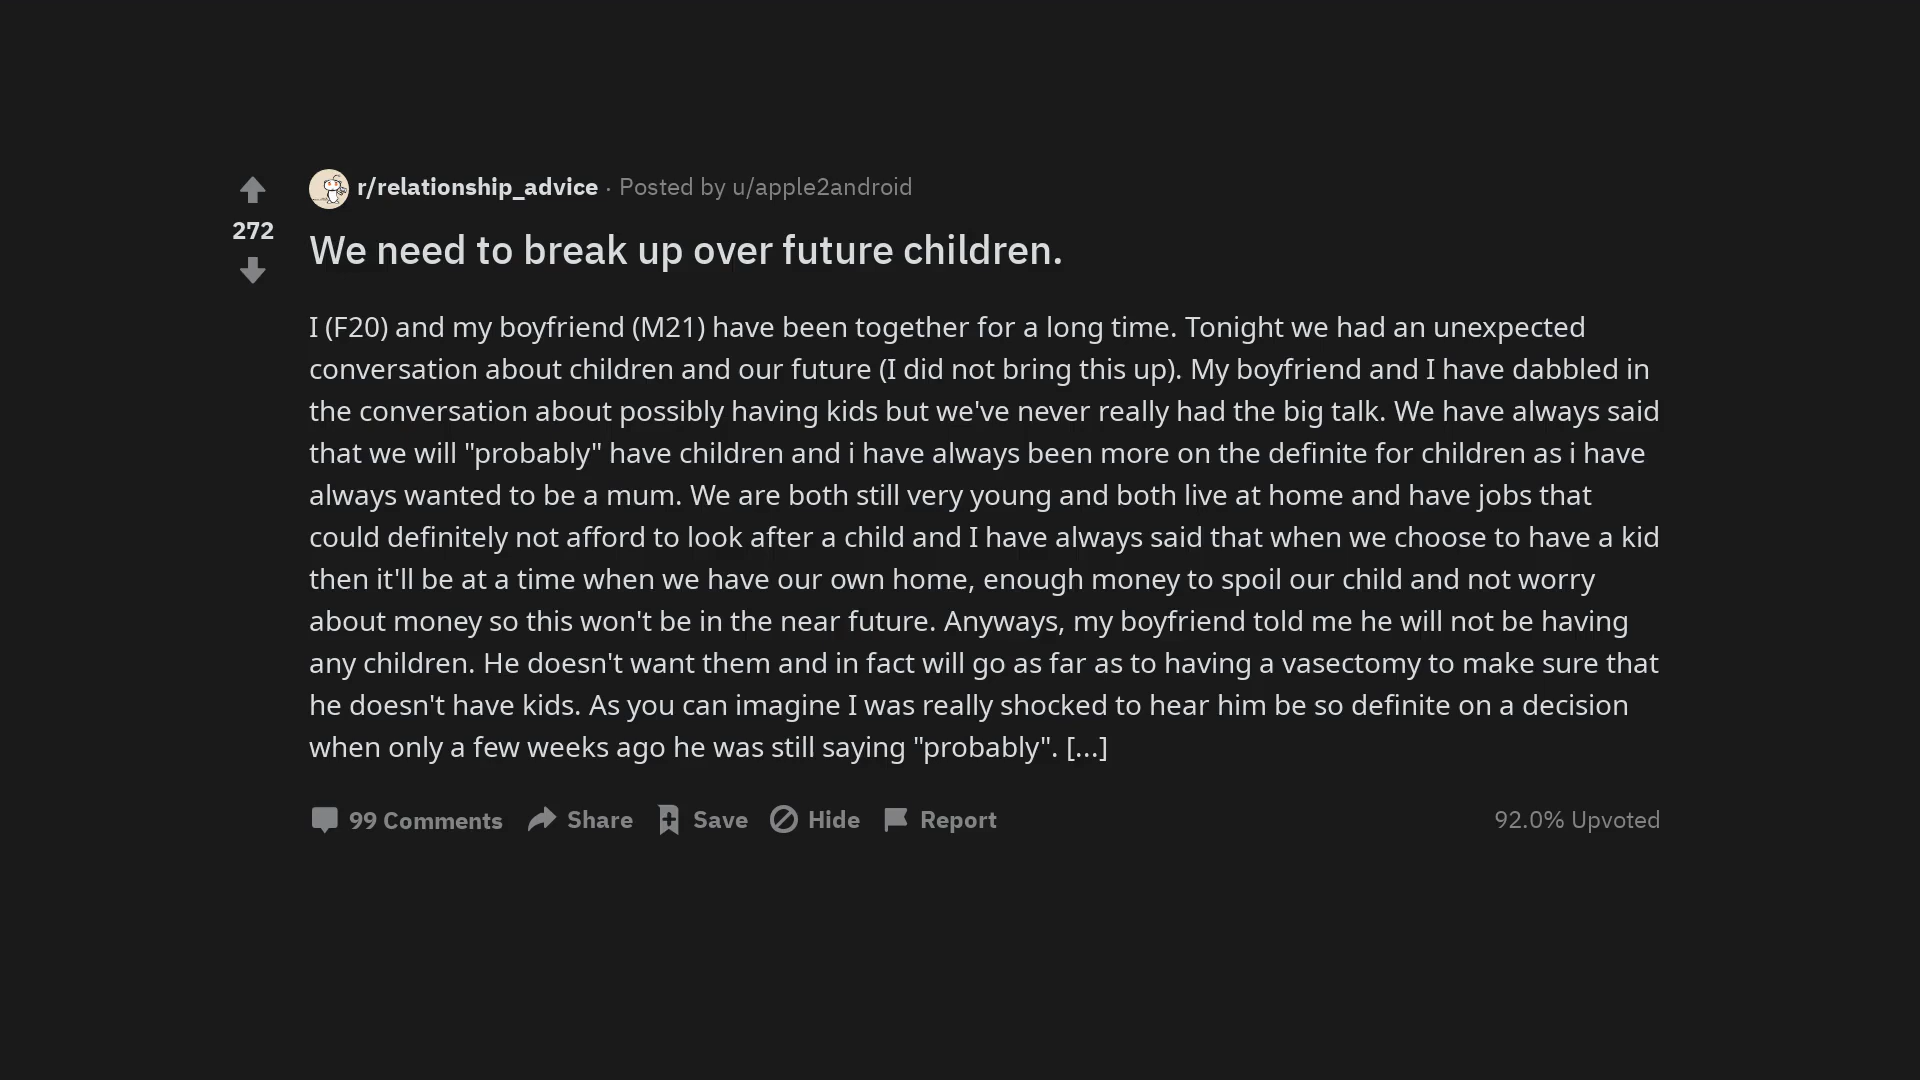 r/relationship_advice · Posted by u/apple2android
272
We need to break up over future children.
I (F20) and my boyfriend (M21) have been together for a long time. Tonight we had an unexpected
conversation about children and our future (I did not bring this up). My boyfriend and I have dabbled in
the conversation about possibly having kids but we've never really had the big talk. We have always said
that we will "probably" have children and i have always been more on the definite for children as i have
always wanted to be a mum. We are both still very young and both live at home and have jobs that
could definitely not afford to look after a child and I have always said that when we choose to have a kid
then it'll be at a time when we have our own home, enough money to spoil our child and not worry
about money so this won't be in the near future. Anyways, my boyfriend told me he will not be having
any children. He doesn't want them and in fact will go as far as to having a vasectomy to make sure that
he doesn't have kids. As you can imagine I was really shocked to hear him be so definite on a decision
when only a few weeks ago he was still saying "probably". [...]
99 Comments Share Save Hide Report 92.0% Upvoted